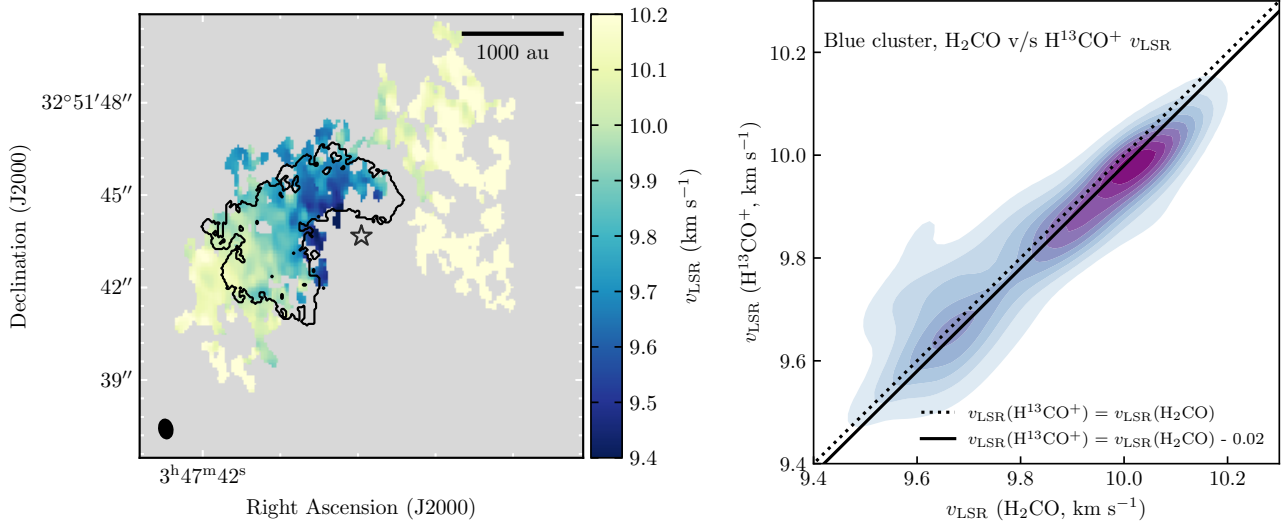 1000 au
32°51′48″
45″
42″
39″
3ʰ47ᵐ42ˢ
Declination (J2000)
Right Ascension (J2000)
10.2
10.1
10.0
9.9
9.8
9.7
9.6
9.5
9.4
v_LSR (km s⁻¹)
Blue cluster, H₂CO v/s H¹³CO⁺ v_LSR
10.2
10.0
9.8
9.6
9.4
v_LSR (H¹³CO⁺, km s⁻¹)
v_LSR(H¹³CO⁺) = v_LSR(H₂CO)
v_LSR(H¹³CO⁺) = v_LSR(H₂CO) - 0.02
9.4 9.6 9.8 10.0 10.2
v_LSR (H₂CO, km s⁻¹)